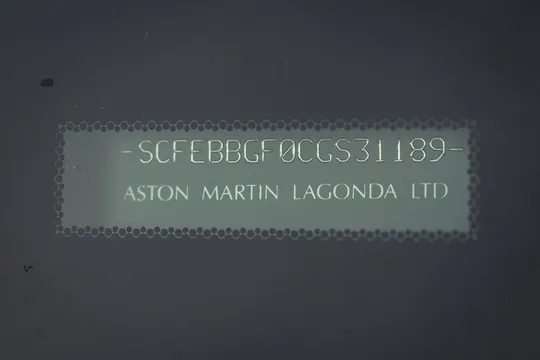 -SCFEBBGF0CGS31189-
ASTON MARTIN LAGONDA LTD